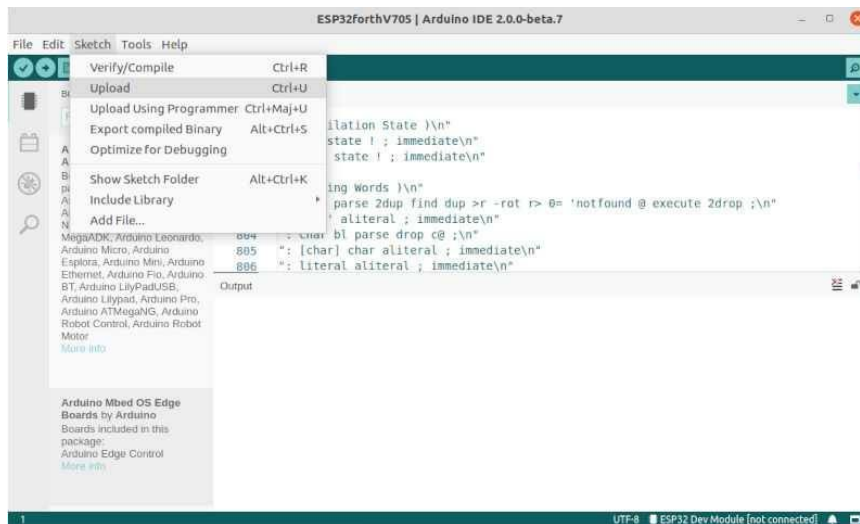 ESP32forthV705 | Arduino IDE 2.0.0-beta.7
File Edit Sketch Tools Help
Verify/Compile Ctrl+R
Upload Ctrl+U
Upload Using Programmer Ctrl+Maj+U
Export compiled Binary Alt+Ctrl+S
Optimize for Debugging
Show Sketch Folder Alt+Ctrl+K
Include Library
Add File...
ilation State )\n"
state ! ; immediate\n"
state ! ; immediate\n"
ing Words )\n"
parse 2dup find dup >r -rot r> 0= 'notfound @ execute 2drop ;\n"
' aliteral ; immediate\n"
804 ": char bl parse drop c@ ;\n"
805 ": [char] char aliteral ; immediate\n"
806 ": literal aliteral ; immediate\n"
MegaADK, Arduino Leonardo,
Arduino Micro, Arduino
Esplora, Arduino Mini, Arduino
Ethernet, Arduino Fio, Arduino
BT, Arduino LilyPadUSB,
Arduino Lilypad, Arduino Pro,
Arduino ATMegaNG, Arduino
Robot Control, Arduino Robot
Motor
More info
Arduino Mbed OS Edge
Boards by Arduino
Boards included in this
package:
Arduino Edge Control
More info
Output
1
UTF-8 ESP32 Dev Module [not connected]